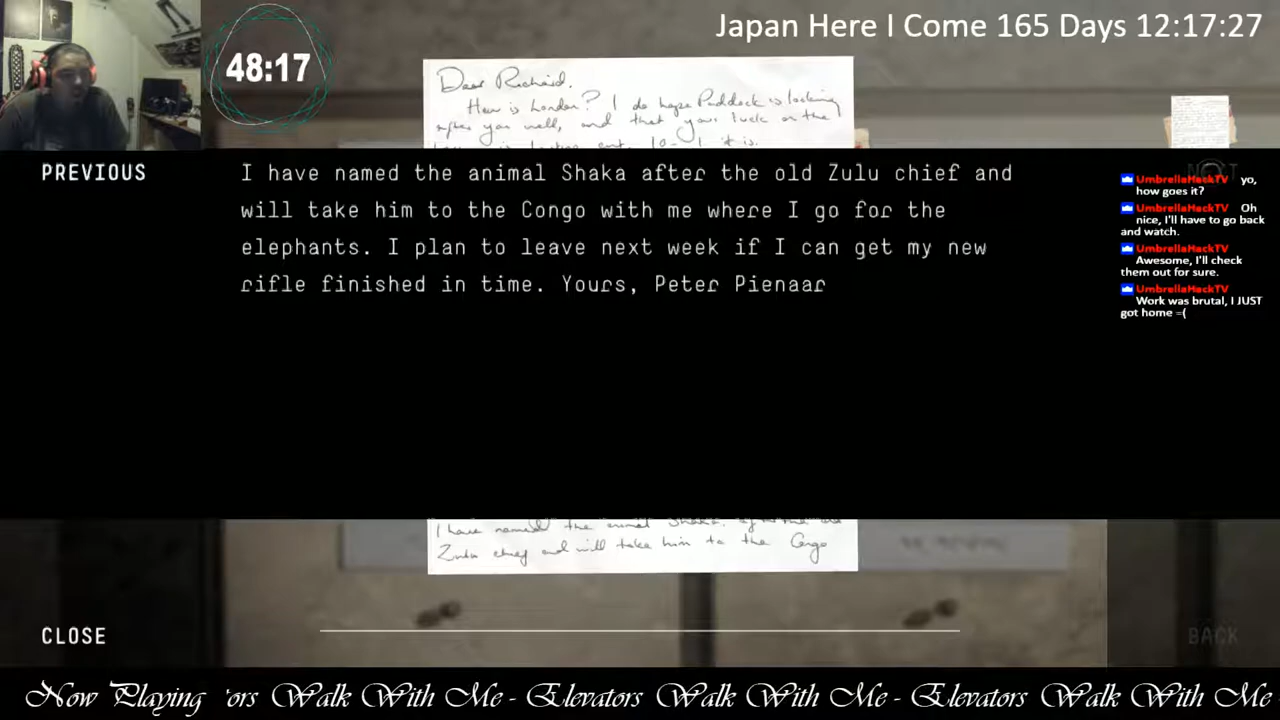 Japan Here I Come 165 Days 12:17:27
48:17
Dear Richard.
How is London? I do hope Paddock is looking
after you well, and that your luck on the
PREVIOUS
I have named the animal Shaka after the old Zulu chief and
will take him to the Congo with me where I go for the
elephants. I plan to leave next week if I can get my new
rifle finished in time. Yours, Peter Pienaar
UmbrellaHackTV yo,
how goes it?
UmbrellaHackTV Oh
nice, I'll have to go back
and watch.
UmbrellaHackTV
Awesome, I'll check
them out for sure.
UmbrellaHackTV
Work was brutal, I JUST
got home =(
I have named the animal Shaka
Zulu chief and will take him to the Congo
CLOSE
BACK
Now Playing 'ors Walk With Me - Elevators Walk With Me - Elevators Walk With Me